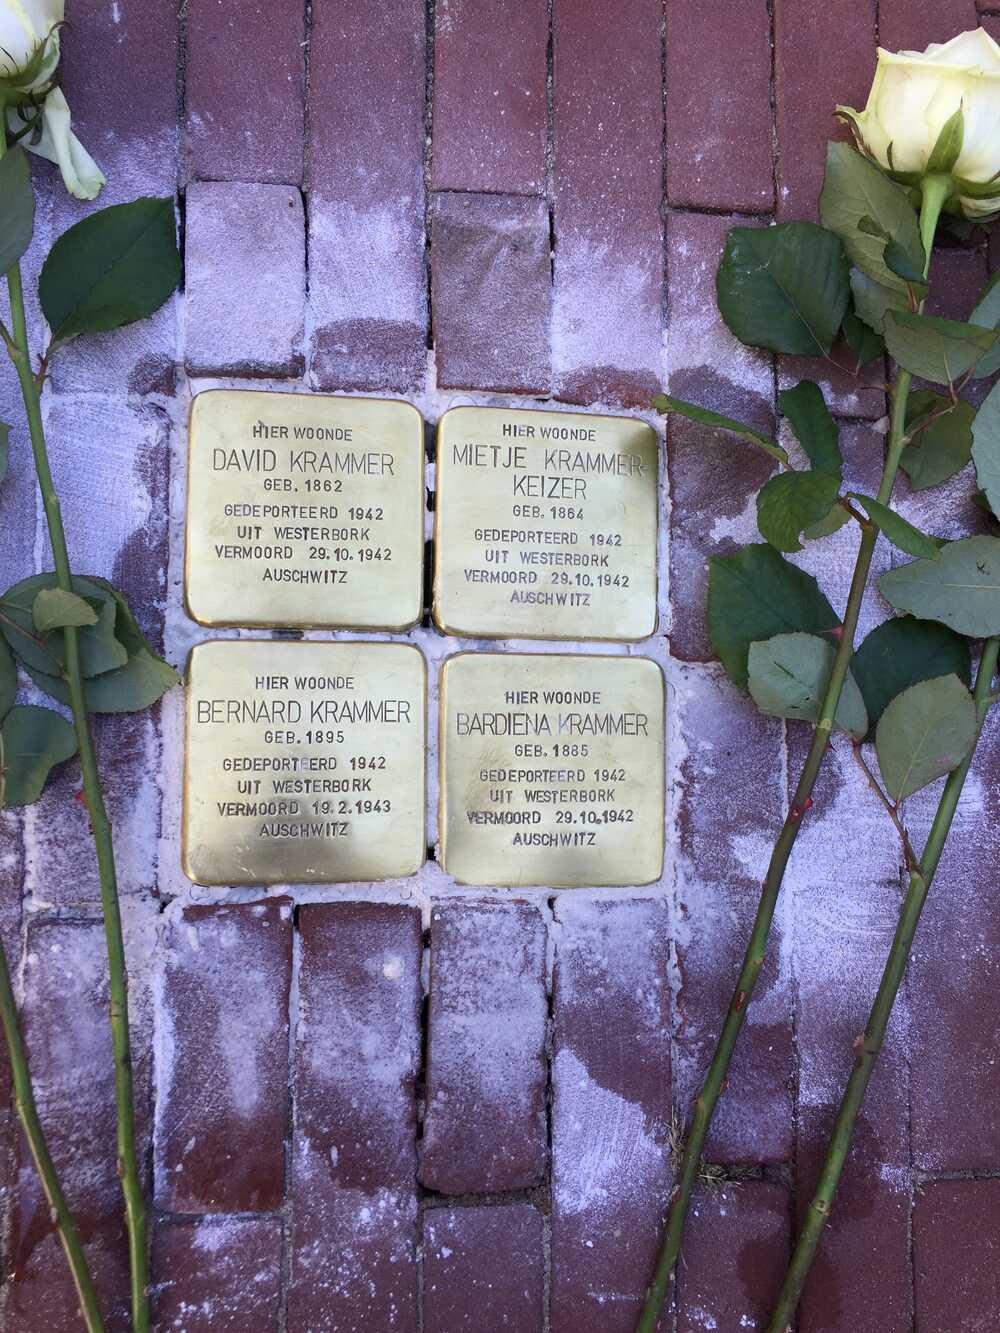 HIER WOONDE
DAVID KRAMMER
GEB. 1862
GEDEPORTEERD 1942
UIT WESTERBORK
VERMOORD 29.10.1942
AUSCHWITZ
HIER WOONDE
MIETJE KRAMMER-
KEIZER
GEB. 1864
GEDEPORTEERD 1942
UIT WESTERBORK
VERMOORD 29.10.1942
AUSCHWITZ
HIER WOONDE
BERNARD KRAMMER
GEB. 1895
GEDEPORTEERD 1942
UIT WESTERBORK
VERMOORD 19.2.1943
AUSCHWITZ
HIER WOONDE
BARDIENA KRAMMER
GEB. 1885
GEDEPORTEERD 1942
UIT WESTERBORK
VERMOORD 29.10.1942
AUSCHWITZ